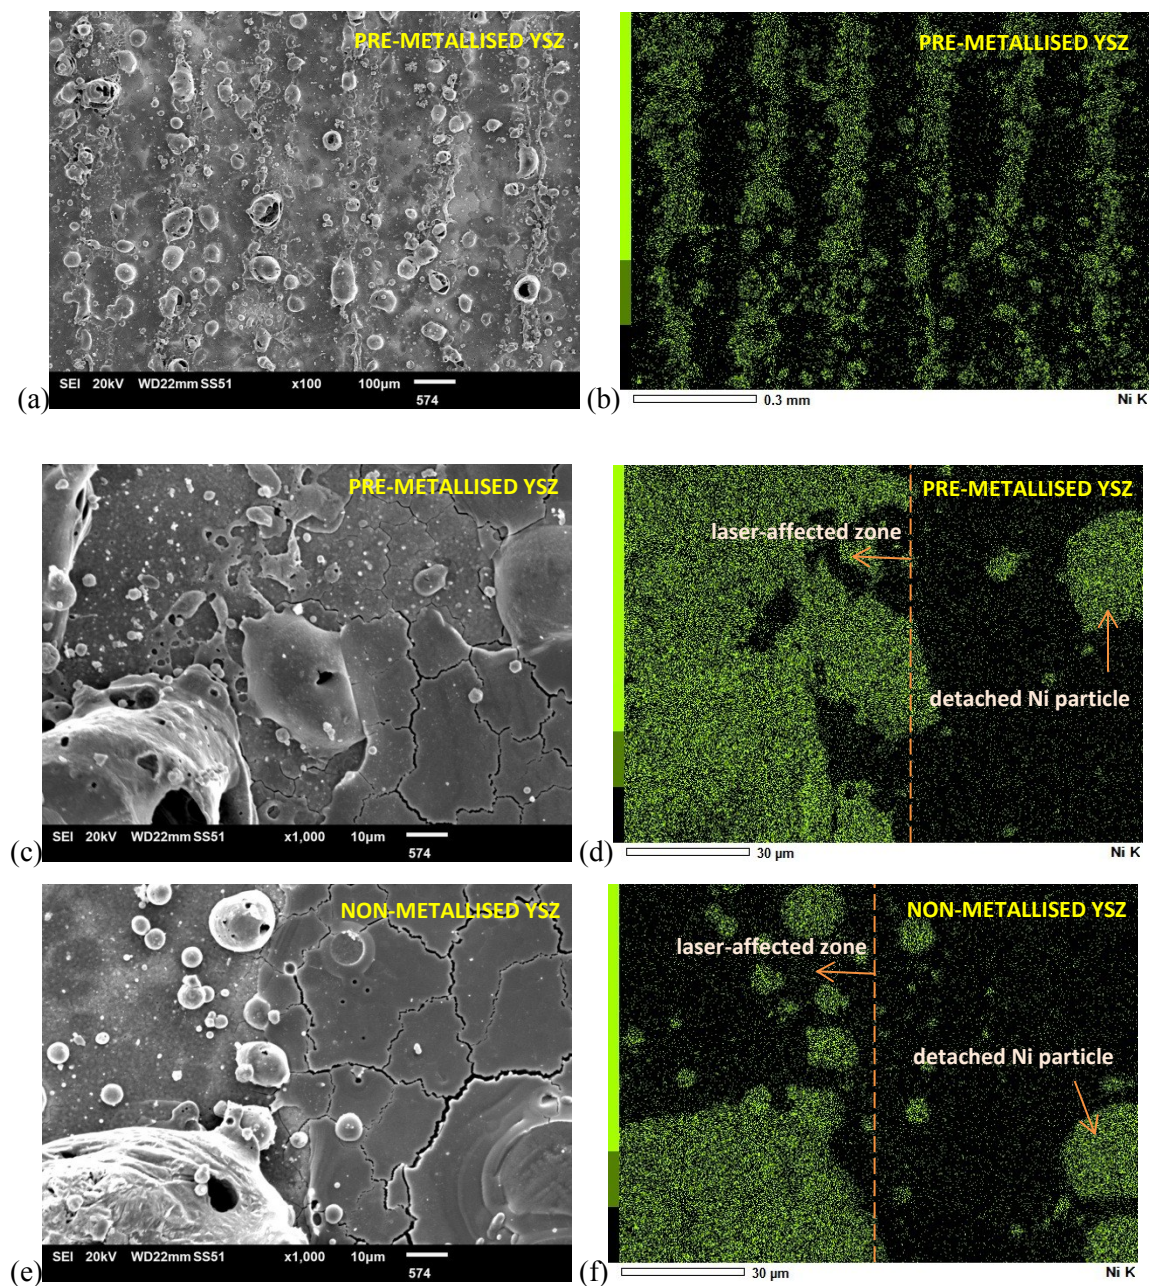 PRE-METALLISED YSZ
PRE-METALLISED YSZ
SEI 20kV WD22mm SS51 x100 100µm
574
(a)
(b)
0.3 mm Ni K
PRE-METALLISED YSZ
PRE-METALLISED YSZ
laser-affected zone
detached Ni particle
SEI 20kV WD22mm SS51 x1,000 10µm
574
(c)
(d)
30 µm Ni K
NON-METALLISED YSZ
NON-METALLISED YSZ
laser-affected zone
detached Ni particle
SEI 20kV WD22mm SS51 x1,000 10µm
574
(e)
(f)
30 µm Ni K